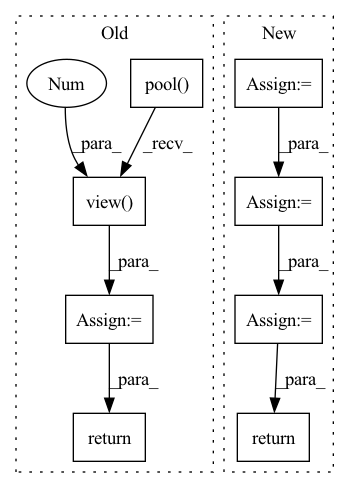 Old
New
Num
pool()
Assign:=
_para_
_recv_
_para_
view()
Assign:=
_para_
_para_
Assign:=
Assign:=
_para_
_para_
return
return